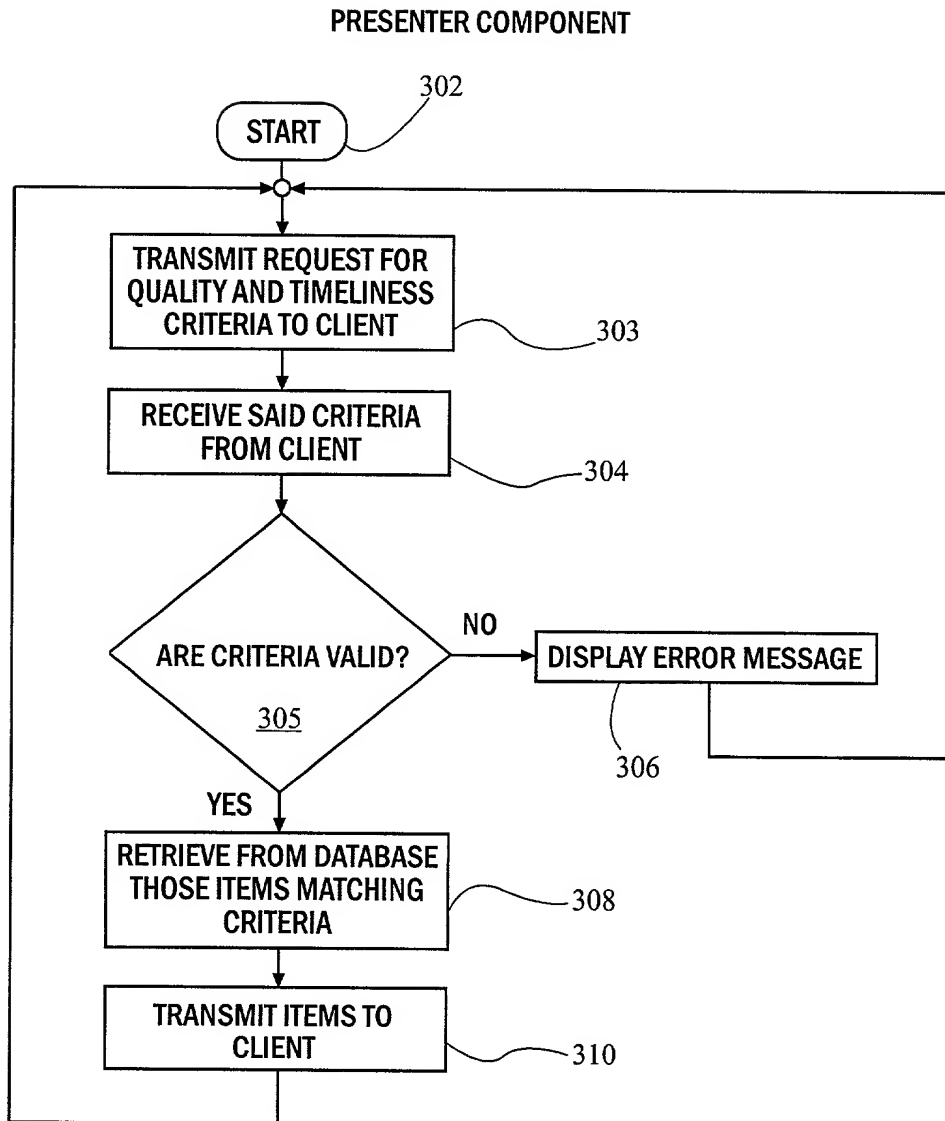 PRESENTER COMPONENT
302
START
TRANSMIT REQUEST FOR
QUALITY AND TIMELINESS
CRITERIA TO CLIENT
303
RECEIVE SAID CRITERIA
FROM CLIENT
304
ARE CRITERIA VALID?
305
NO
DISPLAY ERROR MESSAGE
306
YES
RETRIEVE FROM DATABASE
THOSE ITEMS MATCHING
CRITERIA
308
TRANSMIT ITEMS TO
CLIENT
310